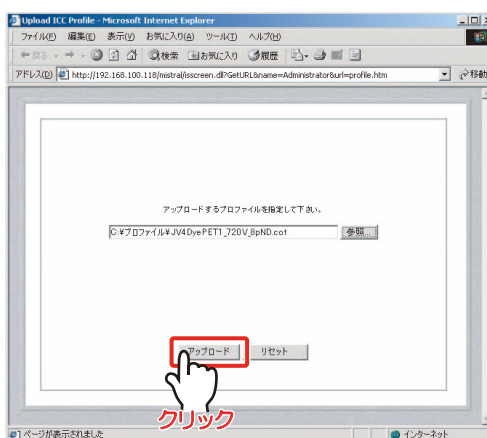 Upload ICC Profile - Microsoft Internet Explorer
ファイル(F) 編集(E) 表示(V) お気に入り(A) ツール(T) ヘルプ(H)
戻る 検索 お気に入り 履歴
アドレス(D) http://192.168.100.118/mistral/isscreen.dll?GetURL&name=Administrator&url=profile.htm 移動
アップロードするプロファイルを指定して下さい。
C:¥プロファイル¥JV4DyePET1_720V_8pND.cot 参照...
アップロード リセット
クリック
ページが表示されました インターネット